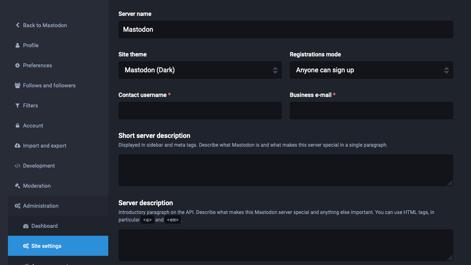 Back to Mastodon
Profile
Preferences
Follows and followers
Filters
Account
Import and export
Development
Moderation
Administration
Dashboard
Site settings
Server name
Mastodon
Site theme
Registrations mode
Mastodon (Dark)
Anyone can sign up
Contact username *
Business e-mail *
Short server description
Displayed in sidebar and meta tags. Describe what Mastodon is and what makes this server special in a single paragraph.
Server description
Introductory paragraph on the API. Describe what makes this Mastodon server special and anything else important. You can use HTML tags, in
particular <a> and <em>